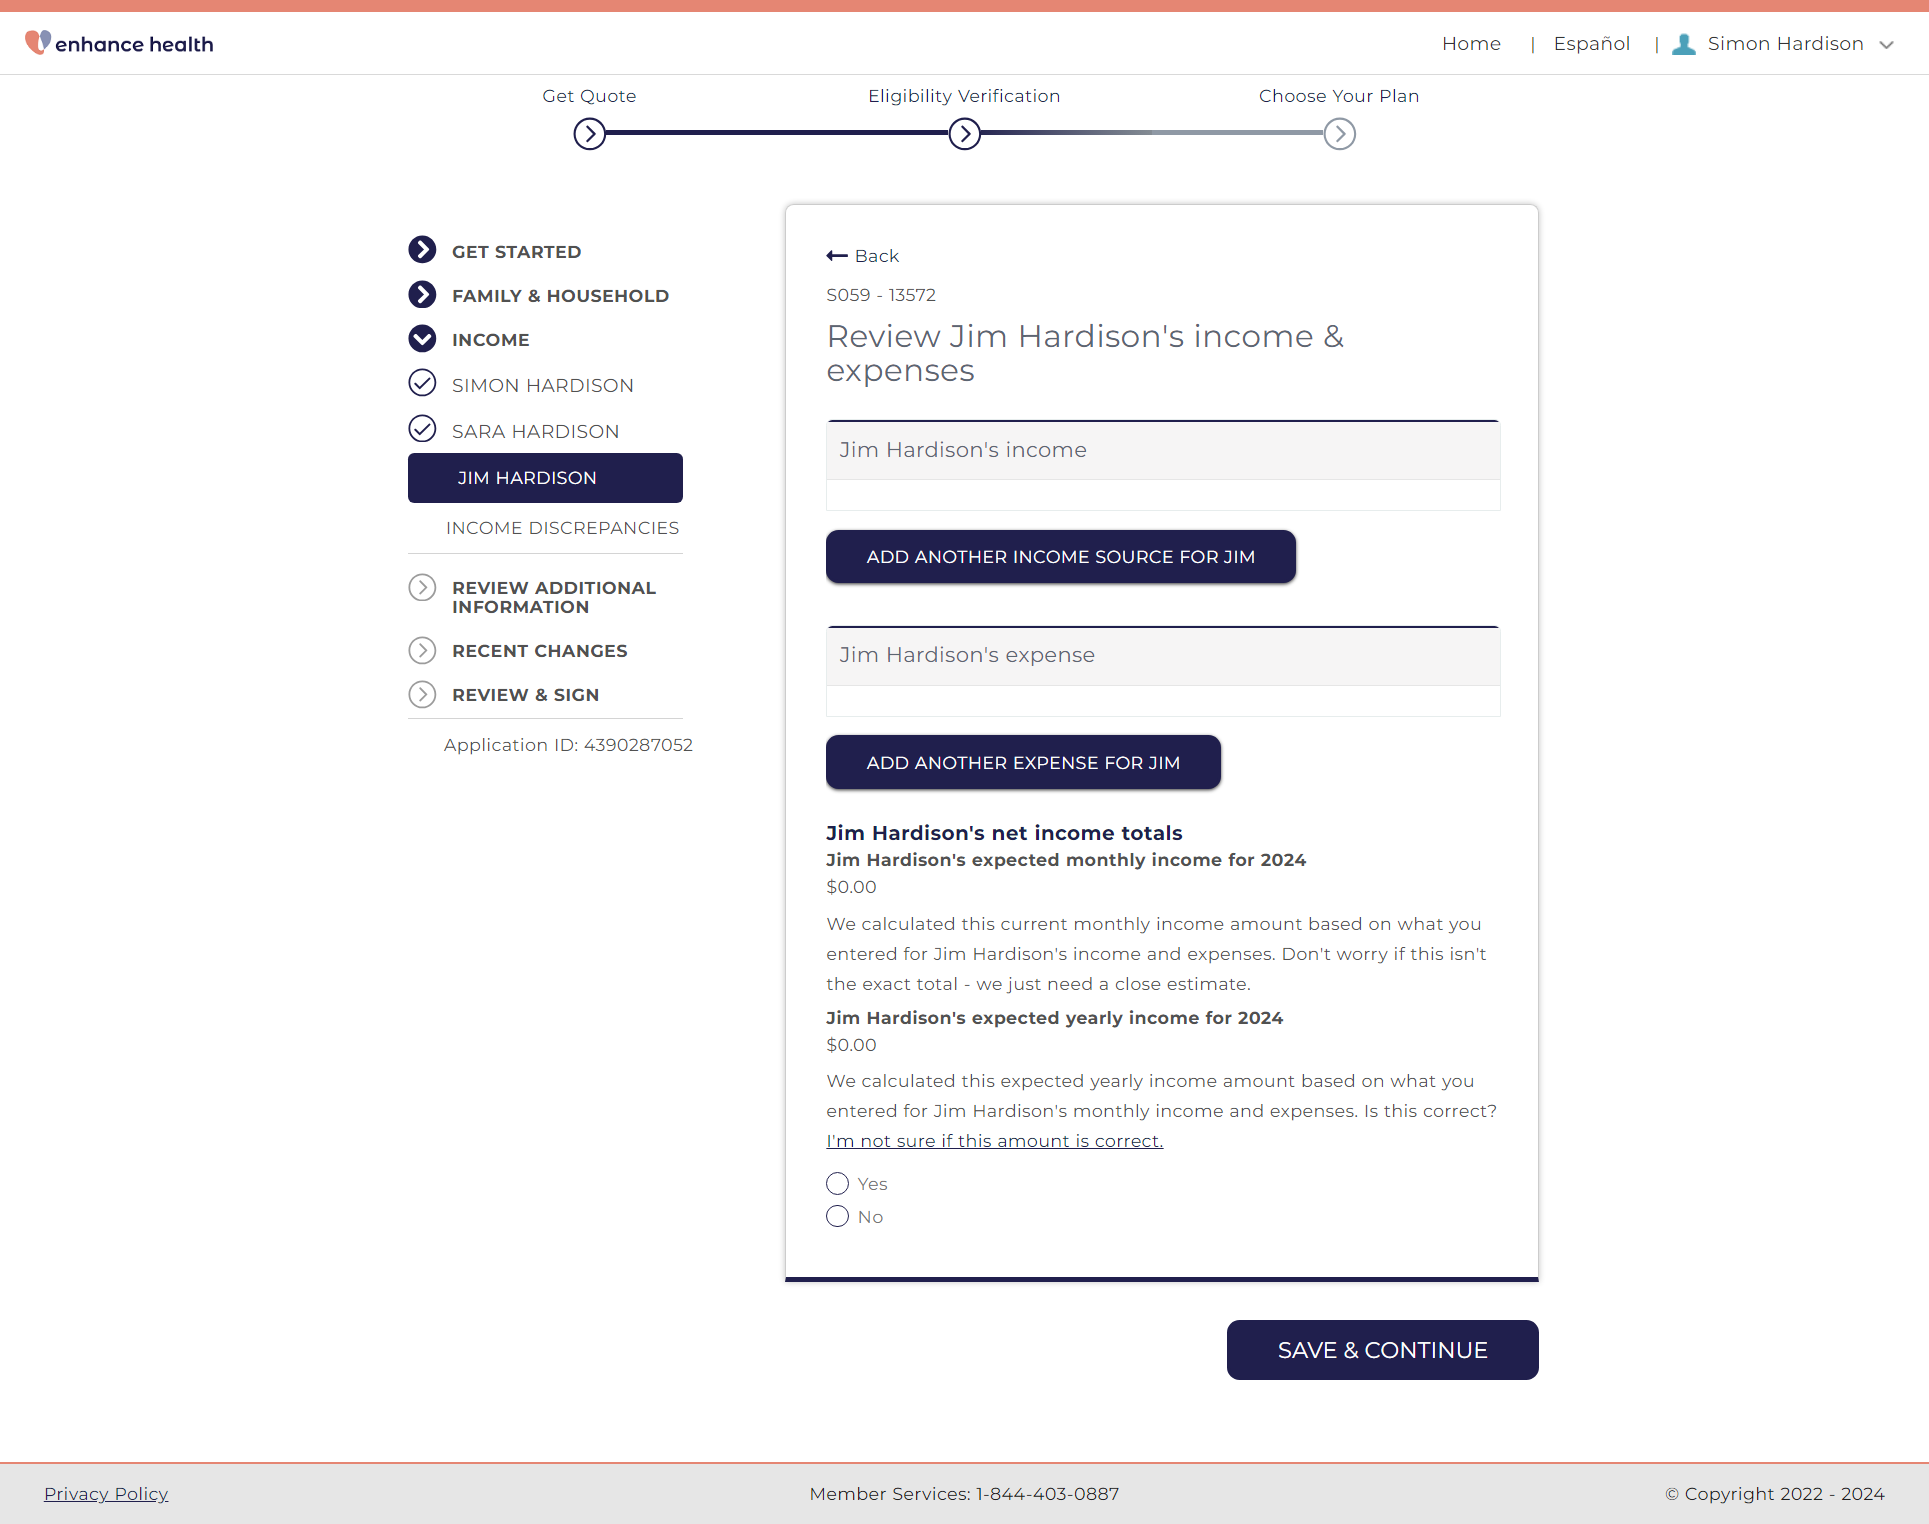 enhance health
Home | Español | Simon Hardison
Get Quote
Eligibility Verification
Choose Your Plan
GET STARTED
FAMILY & HOUSEHOLD
INCOME
SIMON HARDISON
SARA HARDISON
JIM HARDISON
INCOME DISCREPANCIES
REVIEW ADDITIONAL
INFORMATION
RECENT CHANGES
REVIEW & SIGN
Application ID: 4390287052
Back
S059 - 13572
Review Jim Hardison's income &
expenses
Jim Hardison's income
ADD ANOTHER INCOME SOURCE FOR JIM
Jim Hardison's expense
ADD ANOTHER EXPENSE FOR JIM
Jim Hardison's net income totals
Jim Hardison's expected monthly income for 2024
$0.00
We calculated this current monthly income amount based on what you
entered for Jim Hardison's income and expenses. Don't worry if this isn't
the exact total - we just need a close estimate.
Jim Hardison's expected yearly income for 2024
$0.00
We calculated this expected yearly income amount based on what you
entered for Jim Hardison's monthly income and expenses. Is this correct?
I'm not sure if this amount is correct.
Yes
No
SAVE & CONTINUE
Privacy Policy
Member Services: 1-844-403-0887
© Copyright 2022 - 2024